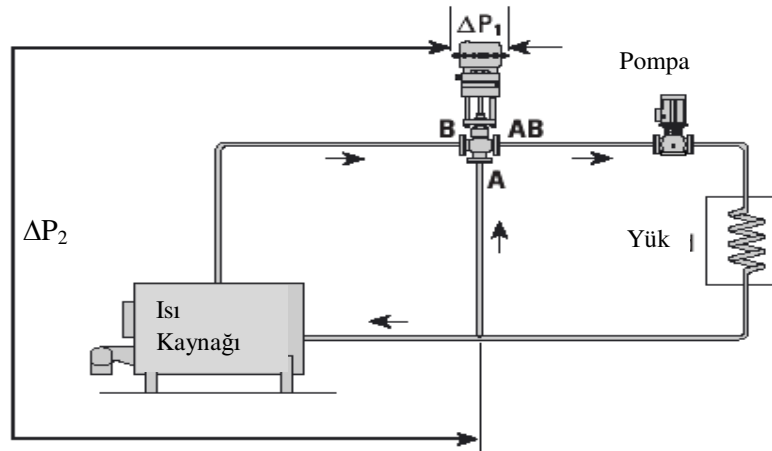 ΔP₁
Pompa
B
AB
A
ΔP₂
Yük
Isı
Kaynağı